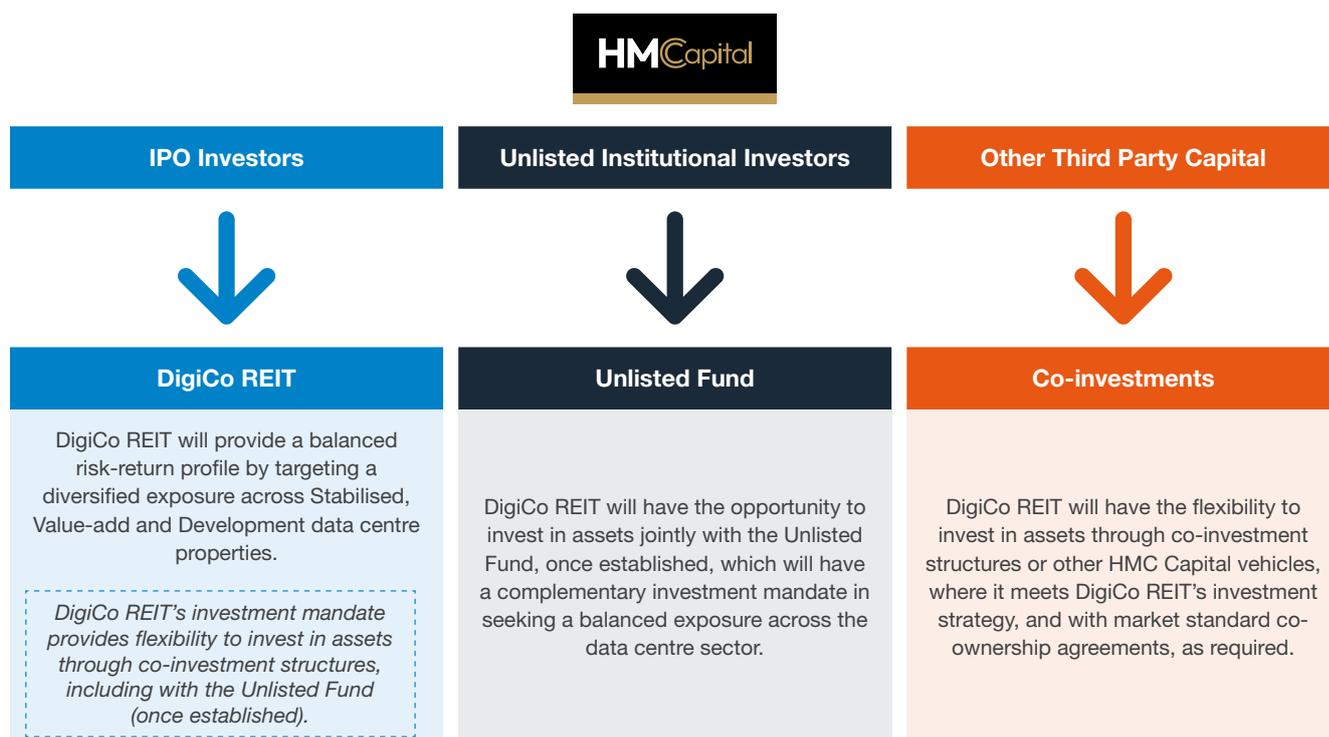 HMCapital
IPO Investors
Unlisted Institutional Investors
Other Third Party Capital
DigiCo REIT
Unlisted Fund
Co-investments
DigiCo REIT will provide a balanced
risk-return profile by targeting a
diversified exposure across Stabilised,
Value-add and Development data centre
properties.
DigiCo REIT’s investment mandate
provides flexibility to invest in assets
through co-investment structures,
including with the Unlisted Fund
(once established).
DigiCo REIT will have the opportunity to
invest in assets jointly with the Unlisted
Fund, once established, which will have
a complementary investment mandate in
seeking a balanced exposure across the
data centre sector.
DigiCo REIT will have the flexibility to
invest in assets through co-investment
structures or other HMC Capital vehicles,
where it meets DigiCo REIT’s investment
strategy, and with market standard co-
ownership agreements, as required.